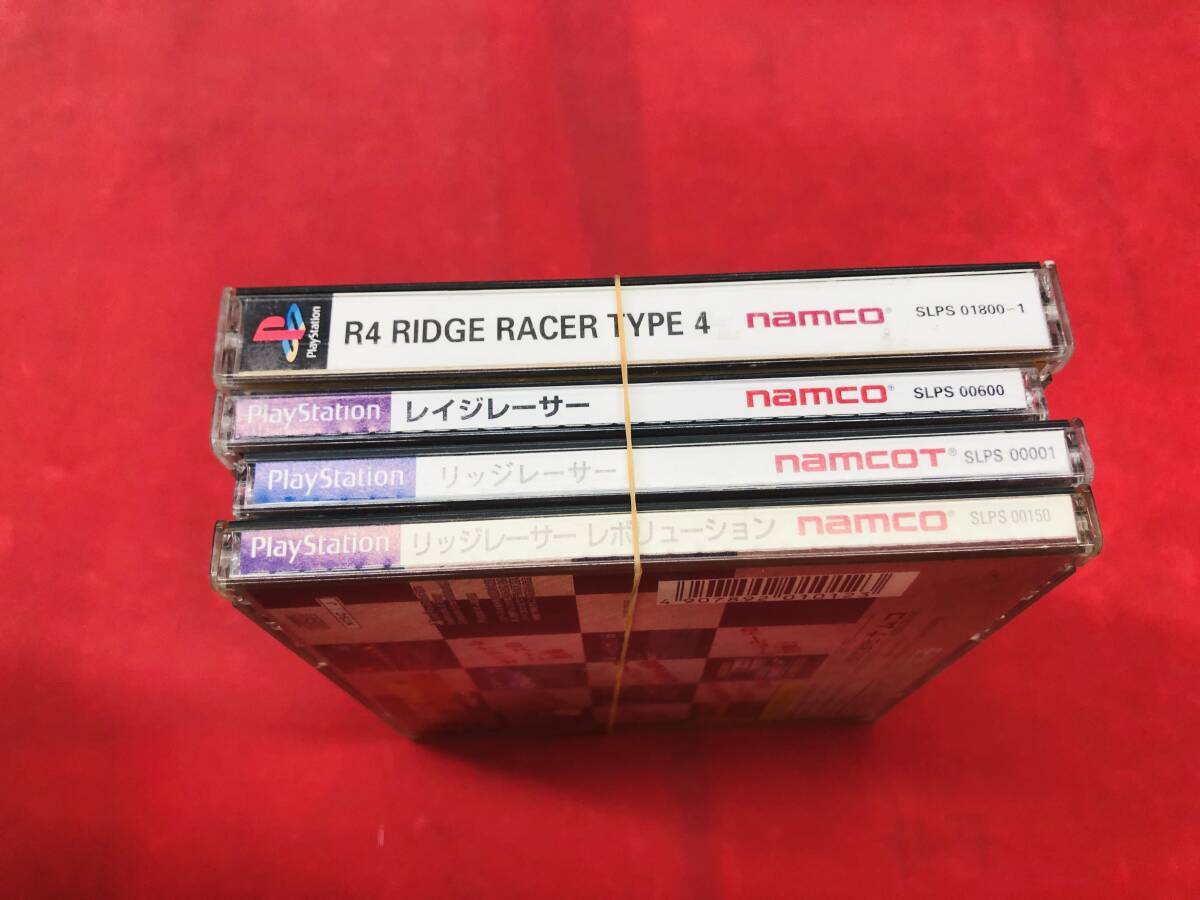 PlayStation R4 RIDGE RACER TYPE 4 namco® SLPS 01800-1
PlayStation レイジレーサー namco® SLPS 00600
PlayStation リッジレーサー namcoT® SLPS 00001
PlayStation リッジレーサー レボリューション namco® SLPS 00150